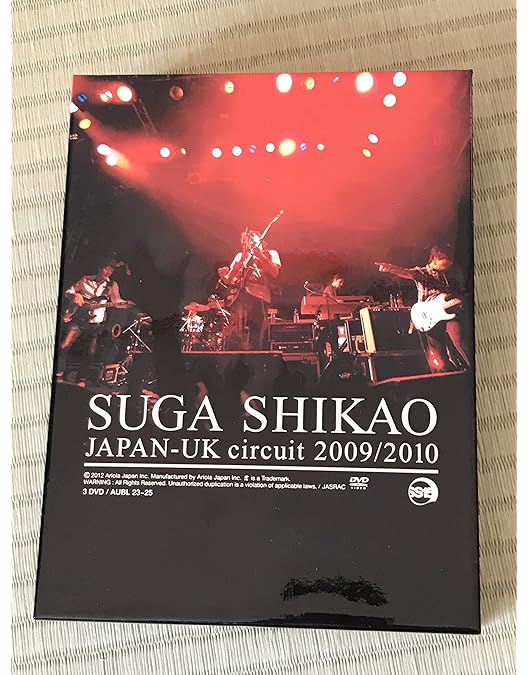 SUGA SHIKAO
JAPAN-UK circuit 2009/2010
© 2012 Ariola Japan Inc. Manufactured by Ariola Japan Inc. is a Trademark.
WARNING : All Rights Reserved. Unauthorized duplication is a violation of applicable laws. / JASRAC
3 DVD / AUBL 23~25
DVD
VIDEO